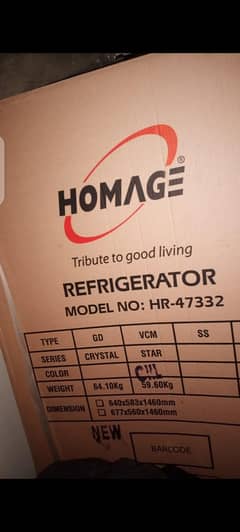 HOMAGE®
Tribute to good living
REFRIGERATOR
MODEL NO: HR-47332
TYPE GD VCM SS
SERIES CRYSTAL STAR
COLOR
WEIGHT 64.10Kg 59.60Kg
DIMENSION 640x583x1460mm
677x560x1460mm
NEW
BARCODE